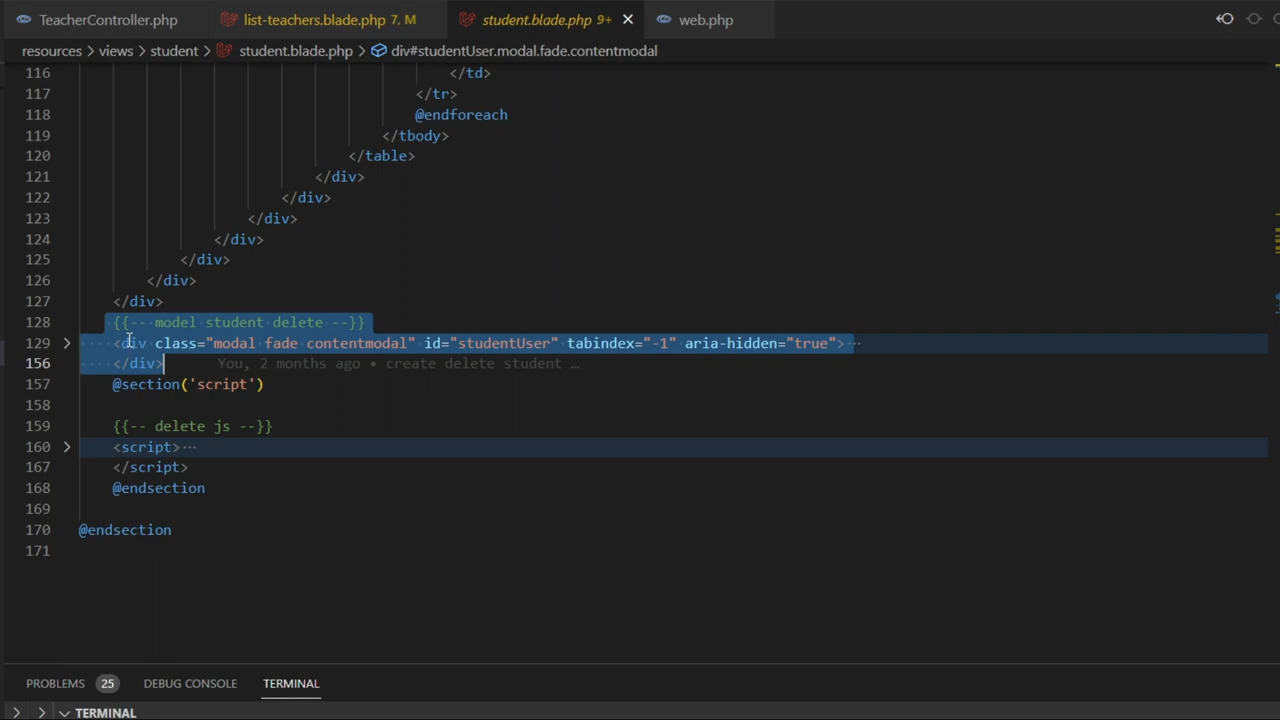 TeacherController.php list-teachers.blade.php 7, M student.blade.php 9+ web.php
resources > views > student > student.blade.php > div#studentUser.modal.fade.contentmodal
116 </td>
117 </tr>
118 @endforeach
119 </tbody>
120 </table>
121 </div>
122 </div>
123 </div>
124 </div>
125 </div>
126 </div>
127 </div>
128 {{-- model student delete --}}
129 <div class="modal fade contentmodal" id="studentUser" tabindex="-1" aria-hidden="true">…
156 </div> You, 2 months ago • create delete student …
157 @section('script')
158
159 {{-- delete js --}}
160 <script>…
167 </script>
168 @endsection
169
170 @endsection
171
PROBLEMS 25 DEBUG CONSOLE TERMINAL
TERMINAL